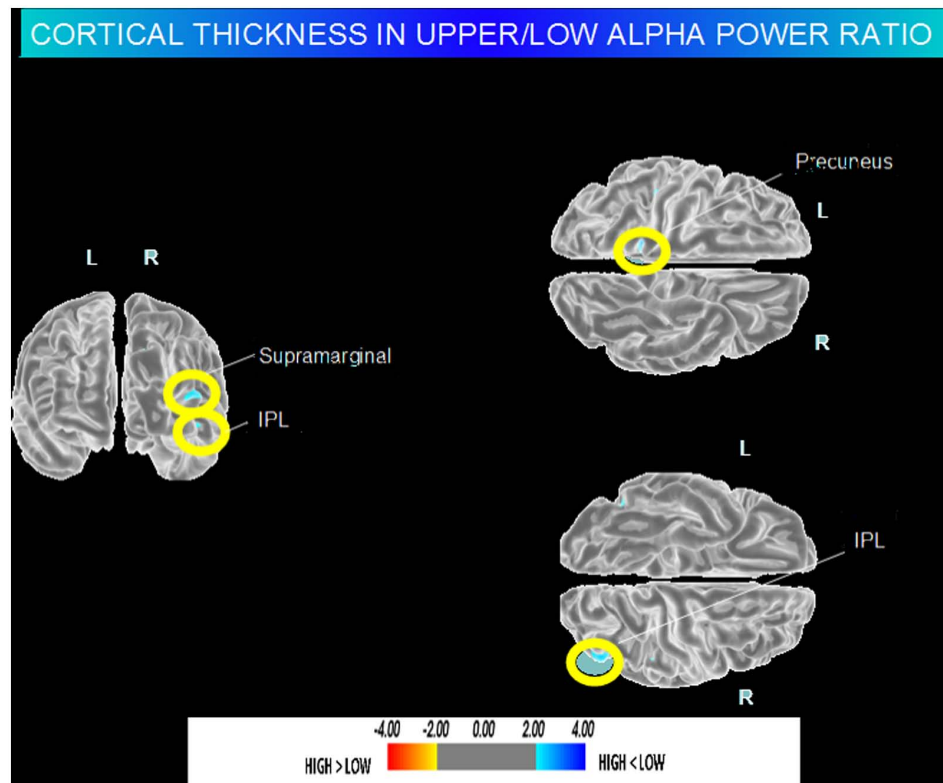 CORTICAL THICKNESS IN UPPER/LOW ALPHA POWER RATIO
Precuneus
L
R
L R
Supramarginal
IPL
L
IPL
R
-4.00 -2.00 0.00 2.00 4.00
HIGH > LOW HIGH < LOW